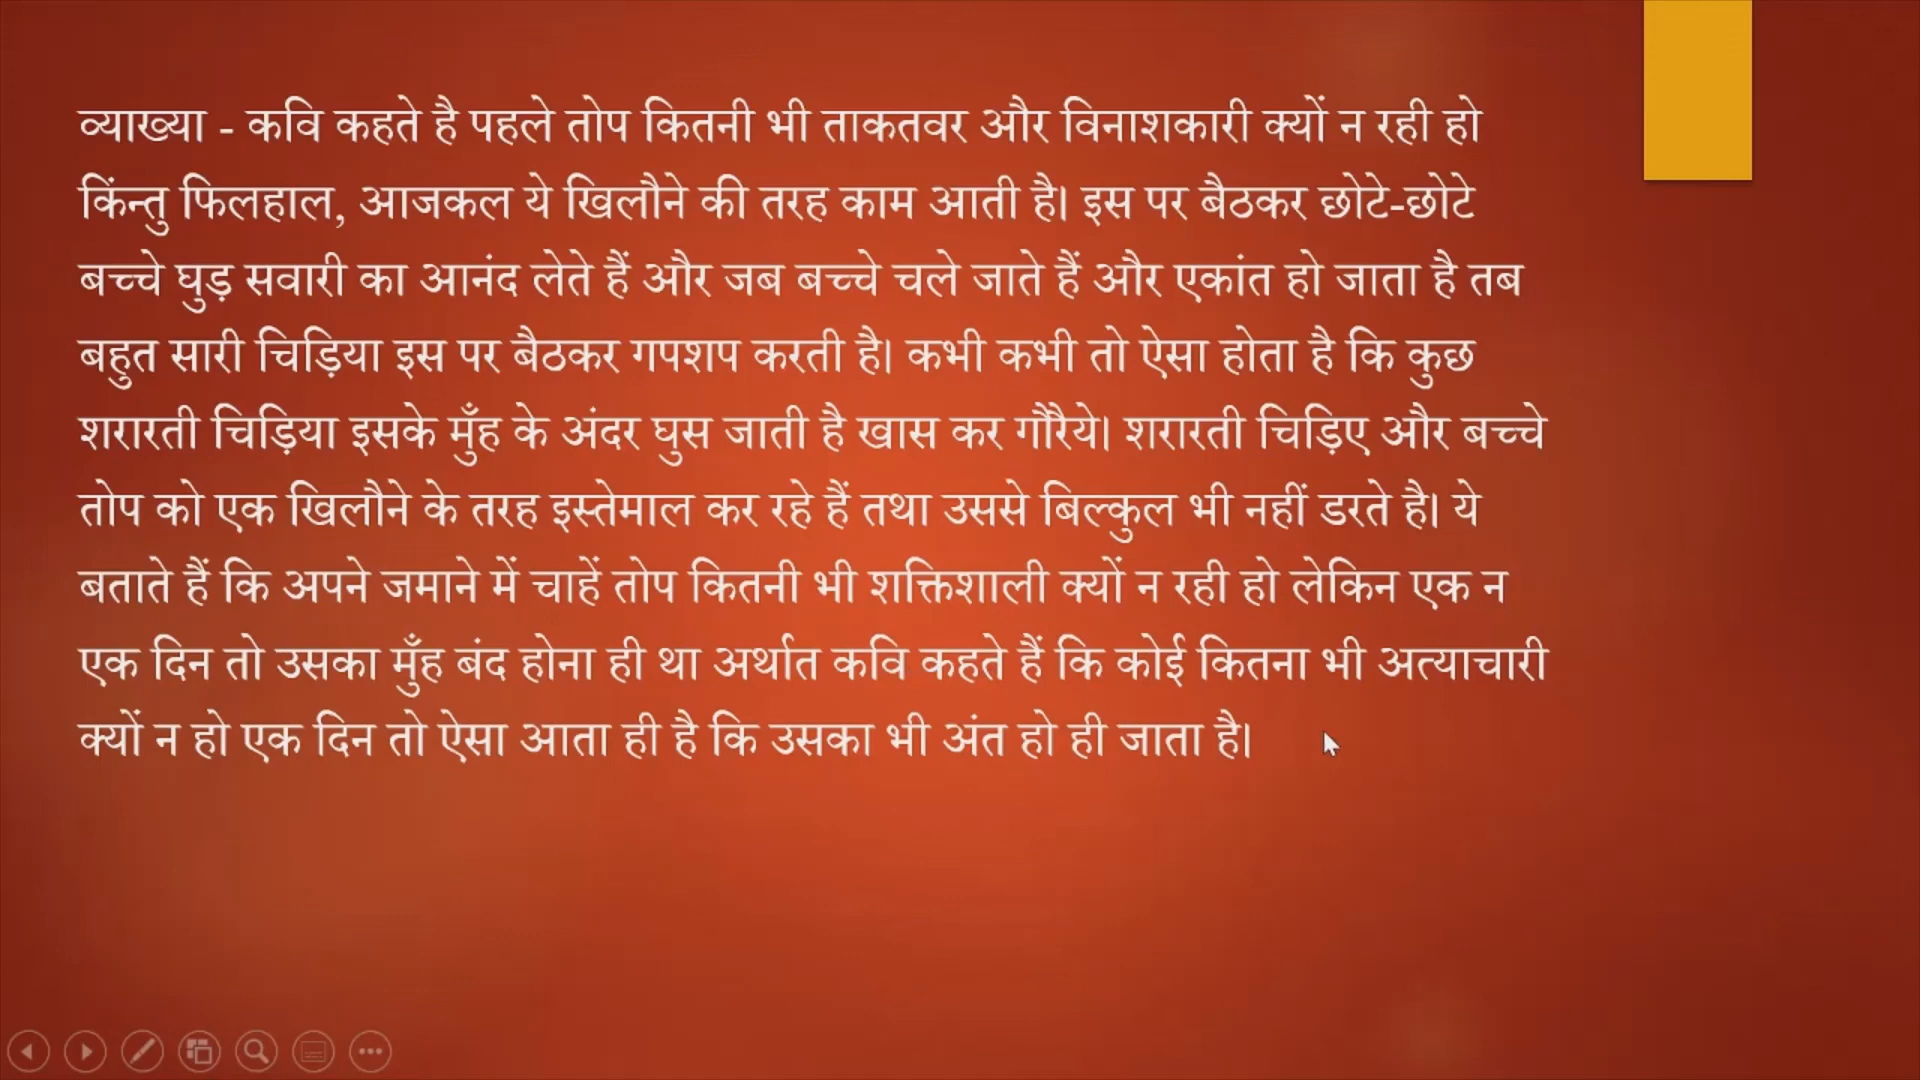 व्याख्या - कवि कहते है पहले तोप कितनी भी ताकतवर और विनाशकारी क्यों न रही हो
किंन्तु फिलहाल, आजकल ये खिलौने की तरह काम आती है। इस पर बैठकर छोटे-छोटे
बच्चे घुड़ सवारी का आनंद लेते हैं और जब बच्चे चले जाते हैं और एकांत हो जाता है तब
बहुत सारी चिड़िया इस पर बैठकर गपशप करती है। कभी कभी तो ऐसा होता है कि कुछ
शरारती चिड़िया इसके मुँह के अंदर घुस जाती है खास कर गौरैये। शरारती चिड़िए और बच्चे
तोप को एक खिलौने के तरह इस्तेमाल कर रहे हैं तथा उससे बिल्कुल भी नहीं डरते है। ये
बताते हैं कि अपने जमाने में चाहें तोप कितनी भी शक्तिशाली क्यों न रही हो लेकिन एक न
एक दिन तो उसका मुँह बंद होना ही था अर्थात कवि कहते हैं कि कोई कितना भी अत्याचारी
क्यों न हो एक दिन तो ऐसा आता ही है कि उसका भी अंत हो ही जाता है।